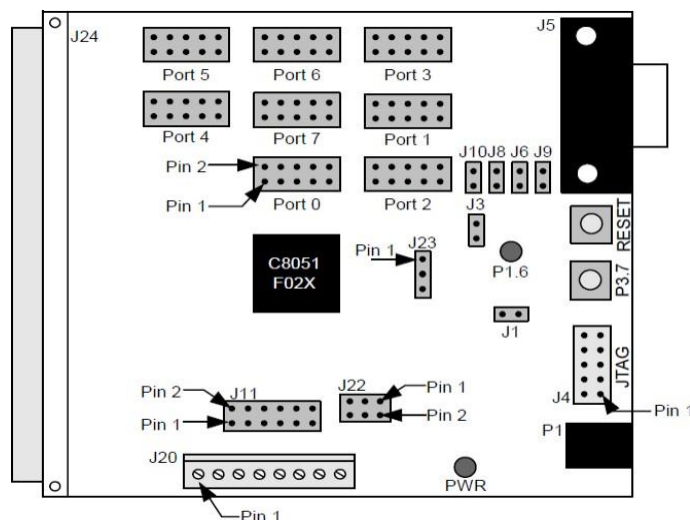 J24
J5
Port 5
Port 6
Port 3
Port 4
Port 7
Port 1
J10
J8
J6
J9
Pin 2
Pin 1
Port 0
Port 2
J3
RESET
C8051
F02X
Pin 1
J23
P1.6
P3.7
J1
JTAG
Pin 2
J11
Pin 1
J22
Pin 1
Pin 2
J4
Pin 1
P1
J20
PWR
Pin 1